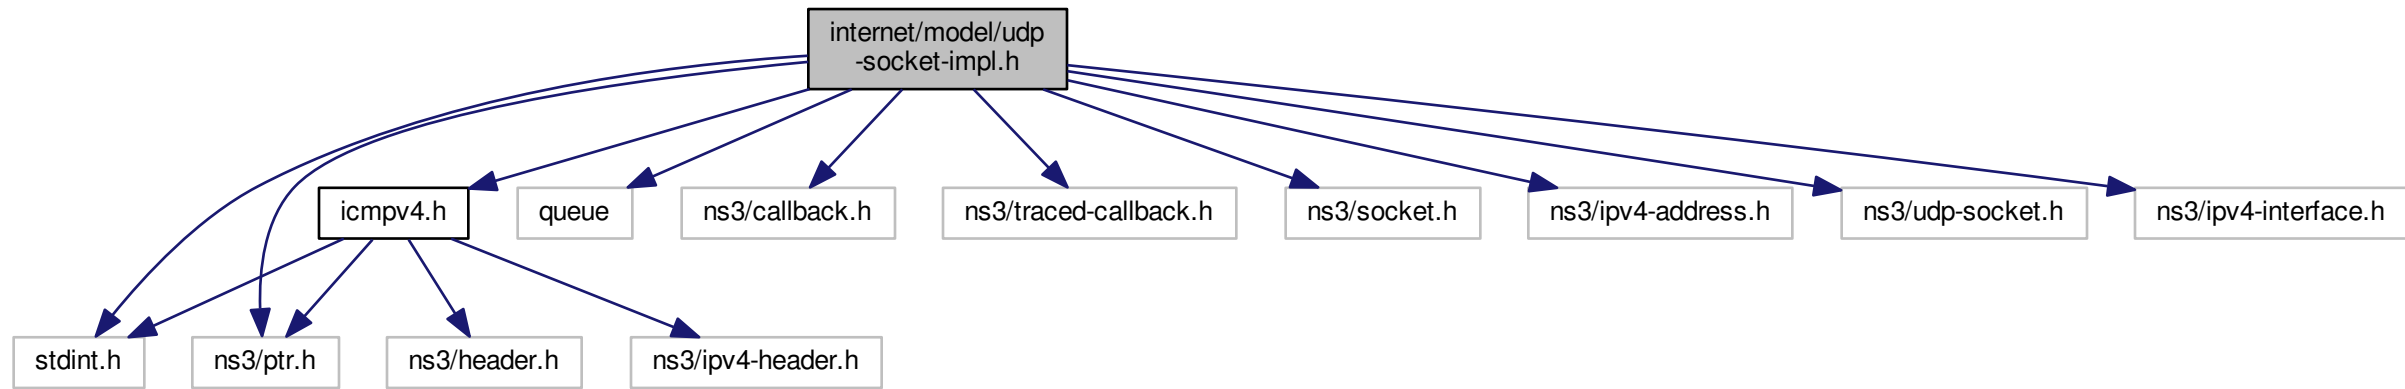 internet/model/udp
-socket-impl.h
icmpv4.h
queue
ns3/callback.h
ns3/traced-callback.h
ns3/socket.h
ns3/ipv4-address.h
ns3/udp-socket.h
ns3/ipv4-interface.h
stdint.h
ns3/ptr.h
ns3/header.h
ns3/ipv4-header.h